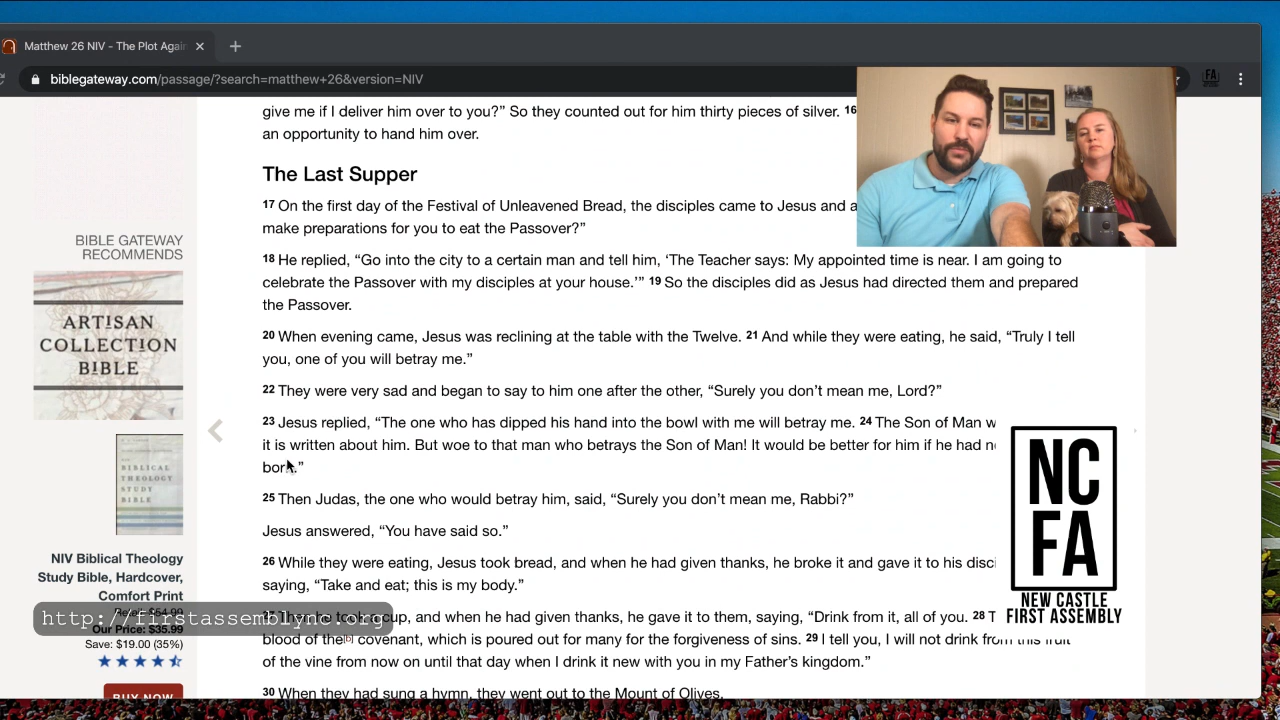 Matthew 26 NIV - The Plot Again
biblegateway.com/passage/?search=matthew+26&version=NIV
FA
give me if I deliver him over to you?” So they counted out for him thirty pieces of silver. 16
an opportunity to hand him over.
The Last Supper
17 On the first day of the Festival of Unleavened Bread, the disciples came to Jesus and a
make preparations for you to eat the Passover?”
18 He replied, “Go into the city to a certain man and tell him, ‘The Teacher says: My appointed time is near. I am going to
celebrate the Passover with my disciples at your house.’” 19 So the disciples did as Jesus had directed them and prepared
the Passover.
20 When evening came, Jesus was reclining at the table with the Twelve. 21 And while they were eating, he said, “Truly I tell
you, one of you will betray me.”
22 They were very sad and began to say to him one after the other, “Surely you don’t mean me, Lord?”
23 Jesus replied, “The one who has dipped his hand into the bowl with me will betray me. 24 The Son of Man w
it is written about him. But woe to that man who betrays the Son of Man! It would be better for him if he had n
born.”
25 Then Judas, the one who would betray him, said, “Surely you don’t mean me, Rabbi?”
Jesus answered, “You have said so.”
26 While they were eating, Jesus took bread, and when he had given thanks, he broke it and gave it to his disci
saying, “Take and eat; this is my body.”
took cup, and when he had given thanks, he gave it to them, saying, “Drink from it, all of you. 28 T
blood of the[b] covenant, which is poured out for many for the forgiveness of sins. 29 I tell you, I will not drink from this fruit
of the vine from now on until that day when I drink it new with you in my Father’s kingdom.”
30 When they had sung a hymn, they went out to the Mount of Olives.
BIBLE GATEWAY
RECOMMENDS
ARTISAN
COLLECTION
BIBLE
BIBLICAL
THEOLOGY
STUDY
BIBLE
NIV Biblical Theology
Study Bible, Hardcover,
Comfort Print
Retail: $54.99
http://firstassemblync.org
Our Price: $35.99
Save: $19.00 (35%)
BUY NOW
NC
FA
NEW CASTLE
FIRST ASSEMBLY